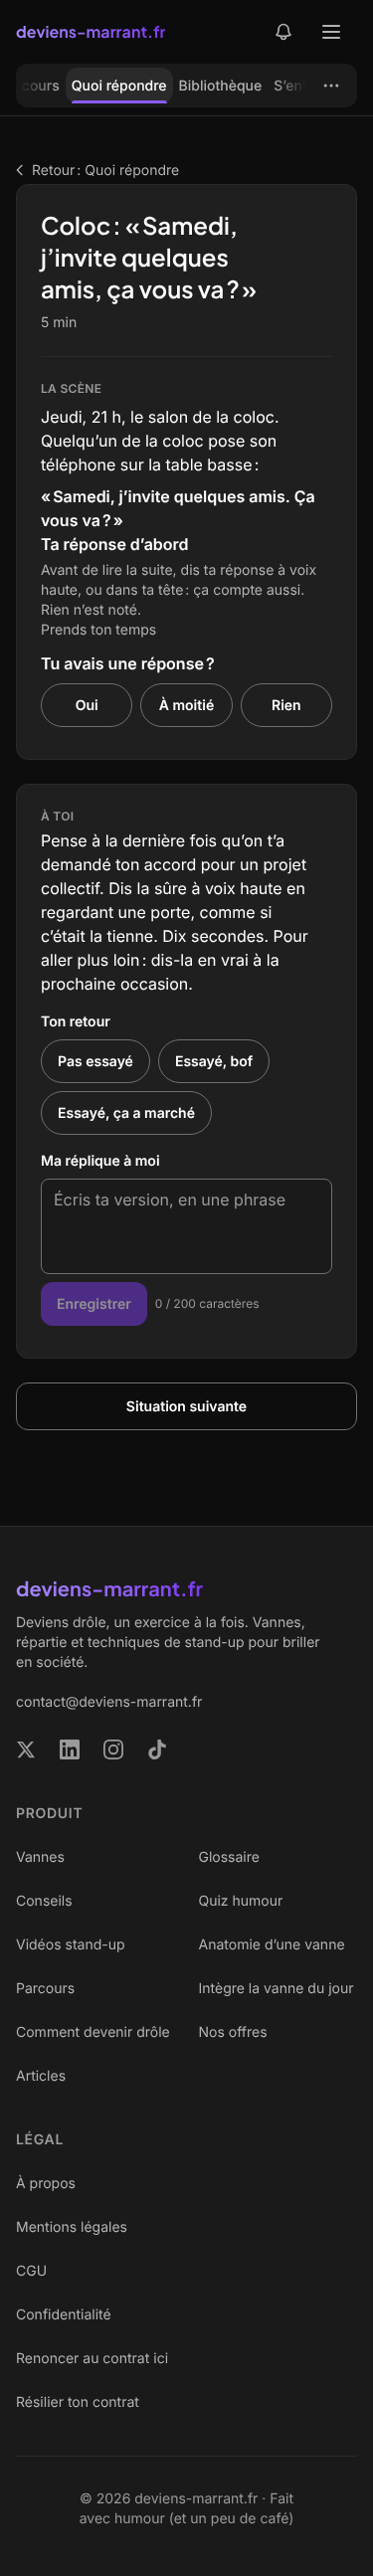 deviens-marrant.fr
cours Quoi répondre Bibliothèque S’en
Retour : Quoi répondre
Coloc : « Samedi,
j’invite quelques
amis, ça vous va ? »
5 min
LA SCÈNE
Jeudi, 21 h, le salon de la coloc.
Quelqu’un de la coloc pose son
téléphone sur la table basse :
« Samedi, j’invite quelques amis. Ça
vous va ? »
Ta réponse d’abord
Avant de lire la suite, dis ta réponse à voix
haute, ou dans ta tête : ça compte aussi.
Rien n’est noté.
Prends ton temps
Tu avais une réponse ?
Oui À moitié Rien
À TOI
Pense à la dernière fois qu’on t’a
demandé ton accord pour un projet
collectif. Dis la sûre à voix haute en
regardant une porte, comme si
c’était la tienne. Dix secondes. Pour
aller plus loin : dis-la en vrai à la
prochaine occasion.
Ton retour
Pas essayé Essayé, bof
Essayé, ça a marché
Ma réplique à moi
Écris ta version, en une phrase
Enregistrer 0 / 200 caractères
Situation suivante
deviens-marrant.fr
Deviens drôle, un exercice à la fois. Vannes,
répartie et techniques de stand-up pour briller
en société.
contact@deviens-marrant.fr
PRODUIT
Vannes Glossaire
Conseils Quiz humour
Vidéos stand-up Anatomie d’une vanne
Parcours Intègre la vanne du jour
Comment devenir drôle Nos offres
Articles
LÉGAL
À propos
Mentions légales
CGU
Confidentialité
Renoncer au contrat ici
Résilier ton contrat
© 2026 deviens-marrant.fr · Fait
avec humour (et un peu de café)